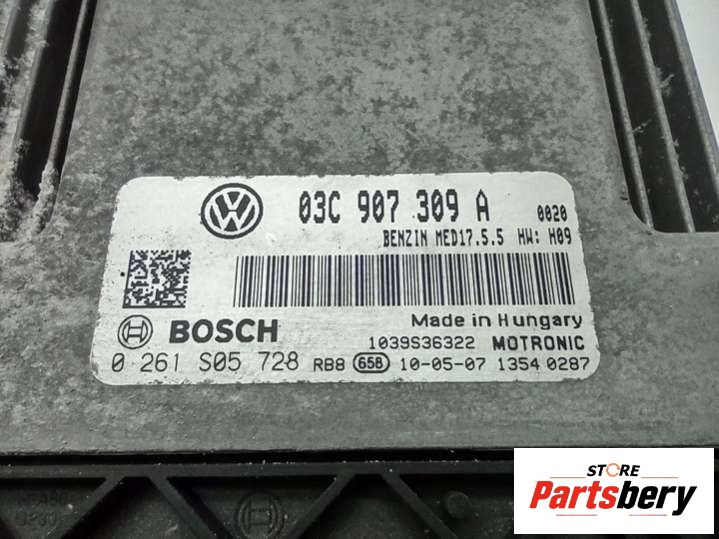 03C 907 309 A 0020
BENZIN MED17.5.5 HW: H09
Made in Hungary
BOSCH 1039S36322 MOTRONIC
0 261 S05 728 RB8 65B 10-05-07 1354 0287
STORE
Partsbery